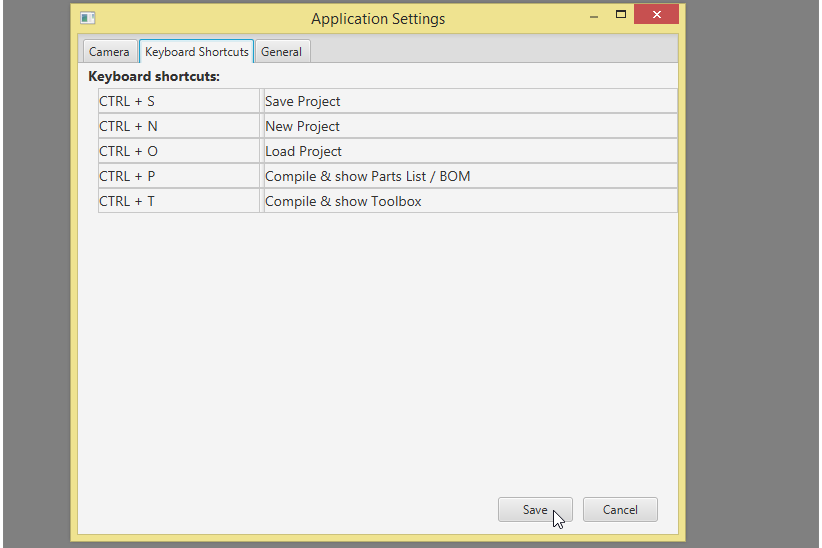 Application Settings
Camera Keyboard Shortcuts General
Keyboard shortcuts:
CTRL + S Save Project
CTRL + N New Project
CTRL + O Load Project
CTRL + P Compile & show Parts List / BOM
CTRL + T Compile & show Toolbox
Save Cancel